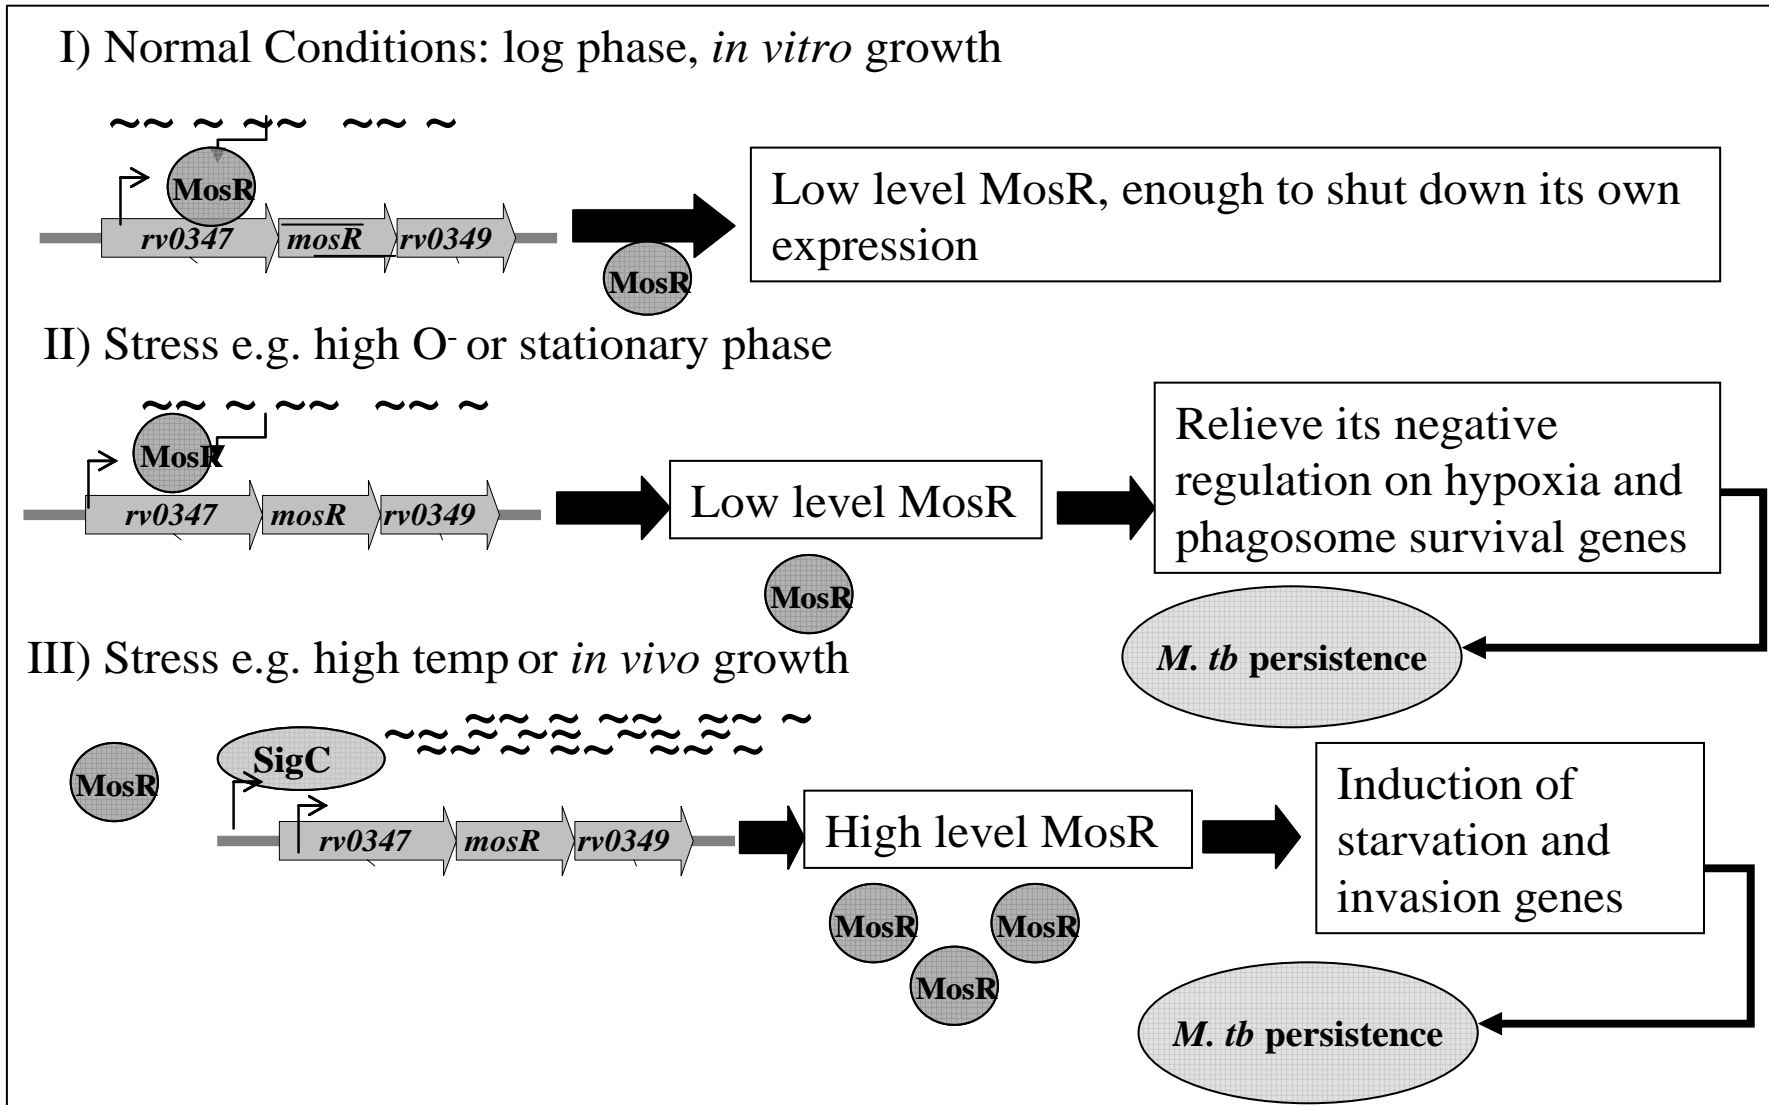 I) Normal Conditions: log phase, in vitro growth
~~ ~ ~~ ~~ ~
MosR
rv0347 mosR rv0349
MosR
Low level MosR, enough to shut down its own
expression
II) Stress e.g. high O- or stationary phase
~~ ~ ~~ ~~ ~
MosR
rv0347 mosR rv0349
Low level MosR
MosR
Relieve its negative
regulation on hypoxia and
phagosome survival genes
M. tb persistence
III) Stress e.g. high temp or in vivo growth
~~ ~ ~~ ~~ ~
~~ ~ ~~ ~~ ~
~~ ~ ~~ ~~ ~
MosR
SigC
rv0347 mosR rv0349
High level MosR
MosR MosR
MosR
Induction of
starvation and
invasion genes
M. tb persistence